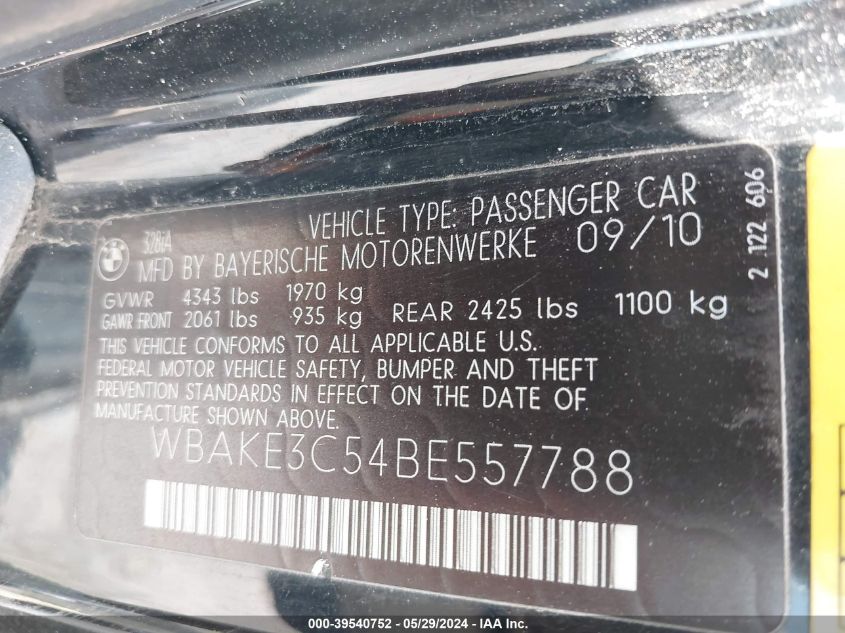 328iA
VEHICLE TYPE: PASSENGER CAR
MFD BY BAYERISCHE MOTORENWERKE 09/10
GVWR 4343 lbs 1970 kg
GAWR FRONT 2061 lbs 935 kg REAR 2425 lbs 1100 kg
THIS VEHICLE CONFORMS TO ALL APPLICABLE U.S.
FEDERAL MOTOR VEHICLE SAFETY, BUMPER AND THEFT
PREVENTION STANDARDS IN EFFECT ON THE DATE OF
MANUFACTURE SHOWN ABOVE.
WBAKE3C54BE557788
2 122 606
000-39540752 - 05/29/2024 - IAA Inc.